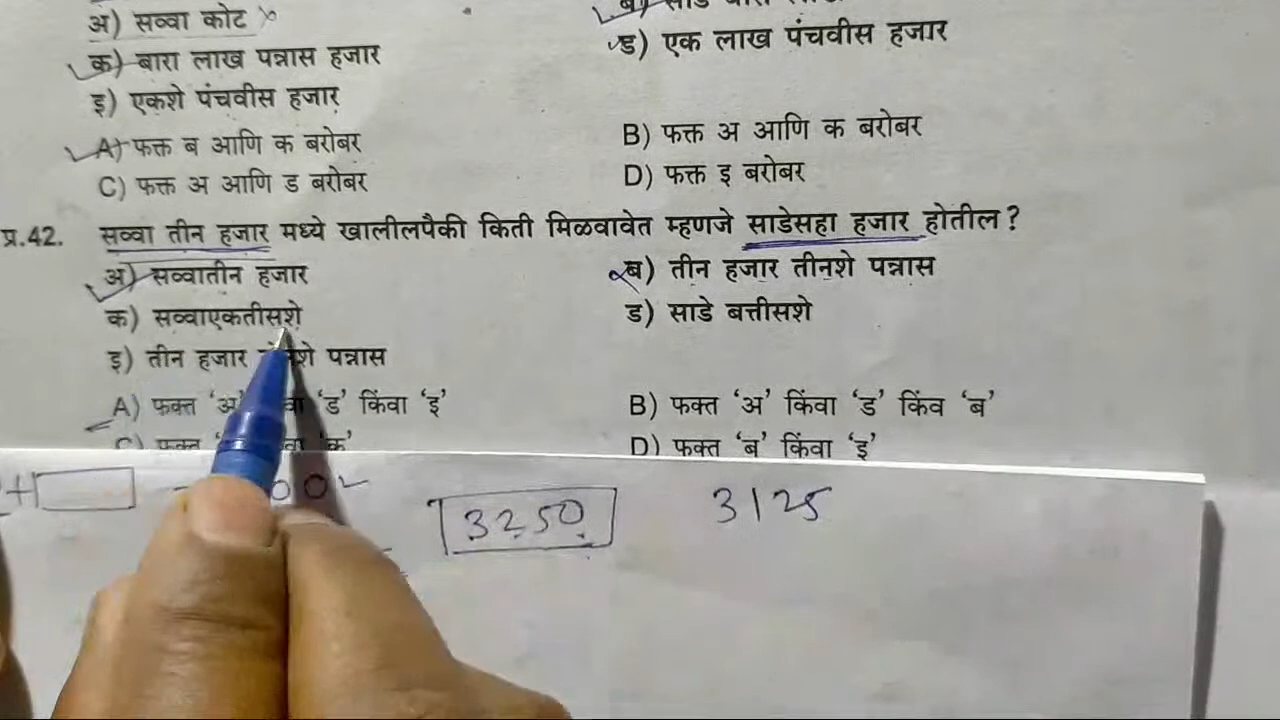 अ) सव्वा कोट
क) बारा लाख पन्नास हजार
ड) एक लाख पंचवीस हजार
इ) एकशे पंचवीस हजार
A) फक्त ब आणि क बरोबर
B) फक्त अ आणि क बरोबर
C) फक्त अ आणि ड बरोबर
D) फक्त इ बरोबर
प्र.42. सव्वा तीन हजार मध्ये खालीलपैकी किती मिळवावेत म्हणजे साडेसहा हजार होतील ?
अ) सव्वातीन हजार
ब) तीन हजार तीनशे पन्नास
क) सव्वाएकतीसशे
ड) साडे बत्तीसशे
इ) तीन हजार पन्नास
A) फक्त 'अ' 'ड' किंवा 'इ'
B) फक्त 'अ' किंवा 'ड' किंव 'ब'
D) फक्त 'ब' किंवा 'इ'
3250
3125